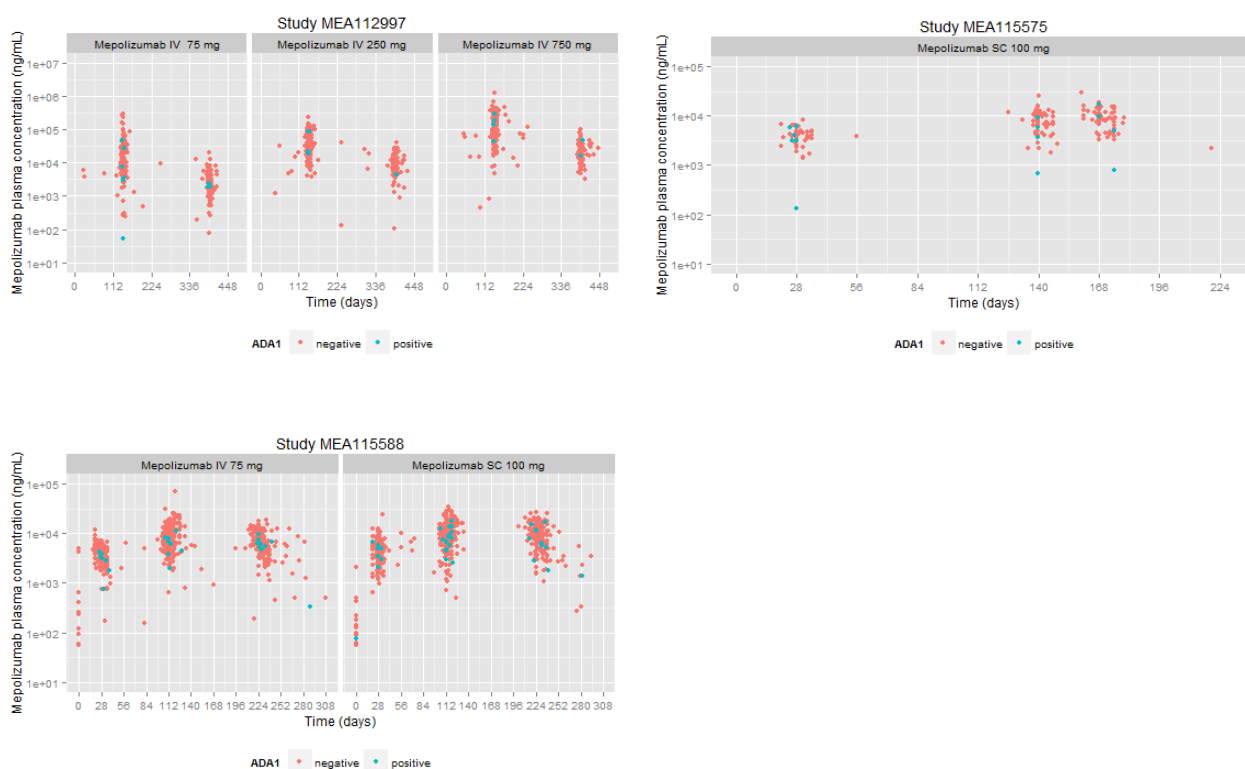 Study MEA112997
Mepolizumab IV  75 mg
Mepolizumab IV 250 mg
Mepolizumab IV 750 mg
Mepolizumab plasma concentration (ng/mL)
1e+07
1e+06
1e+05
1e+04
1e+03
1e+02
1e+01
0 112 224 336 448 0 112 224 336 448 0 112 224 336 448
Time (days)
ADA1 negative positive
Study MEA115575
Mepolizumab SC 100 mg
Mepolizumab plasma concentration (ng/mL)
1e+05
1e+04
1e+03
1e+02
1e+01
0 28 56 84 112 140 168 196 224
Time (days)
ADA1 negative positive
Study MEA115588
Mepolizumab IV 75 mg
Mepolizumab SC 100 mg
Mepolizumab plasma concentration (ng/mL)
1e+05
1e+04
1e+03
1e+02
1e+01
0 28 56 84 112 140 168 196 224 252 280 308 0 28 56 84 112 140 168 196 224 252 280 308
Time (days)
ADA1 negative positive